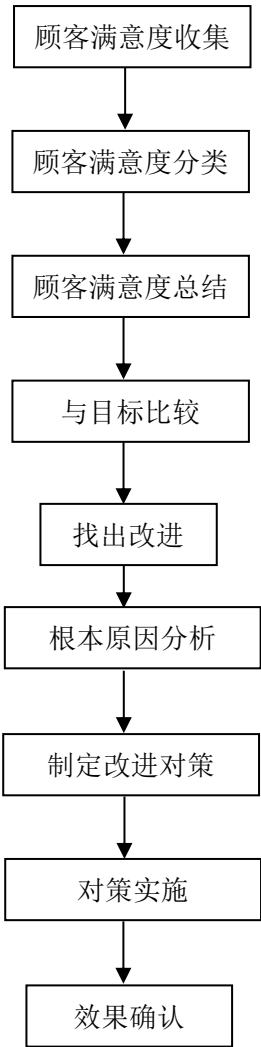 顾客满意度收集
顾客满意度分类
顾客满意度总结
与目标比较
找出改进
根本原因分析
制定改进对策
对策实施
效果确认